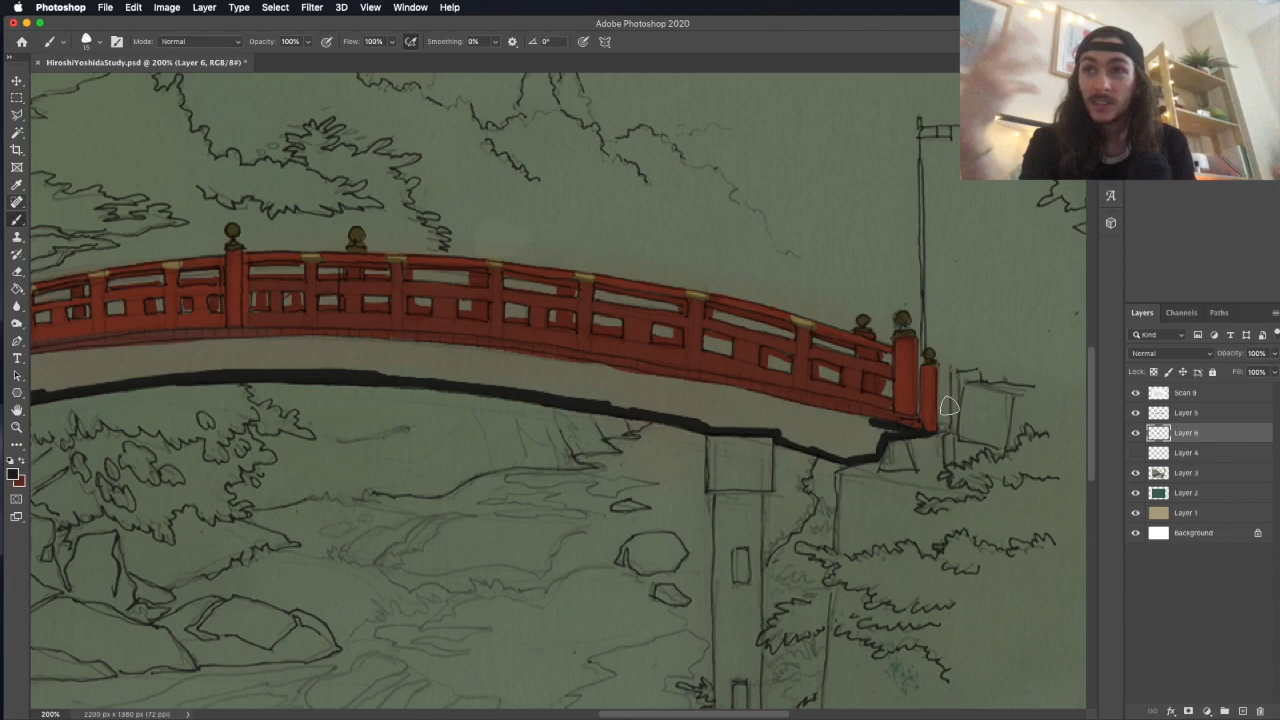 Photoshop File Edit Image Layer Type Select Filter 3D View Window Help
Adobe Photoshop 2020
15 Mode: Normal Opacity: 100% Flow: 100% Smoothing: 0% 0°
HiroshiYoshidaStudy.psd @ 200% (Layer 6, RGB/8#) *
Layers Channels Paths
Kind
Normal Opacity: 100%
Lock: Fill: 100%
Scan 9
Layer 5
Layer 6
Layer 4
Layer 3
Layer 2
Layer 1
Background
200% 2200 px x 1380 px (72 ppi)